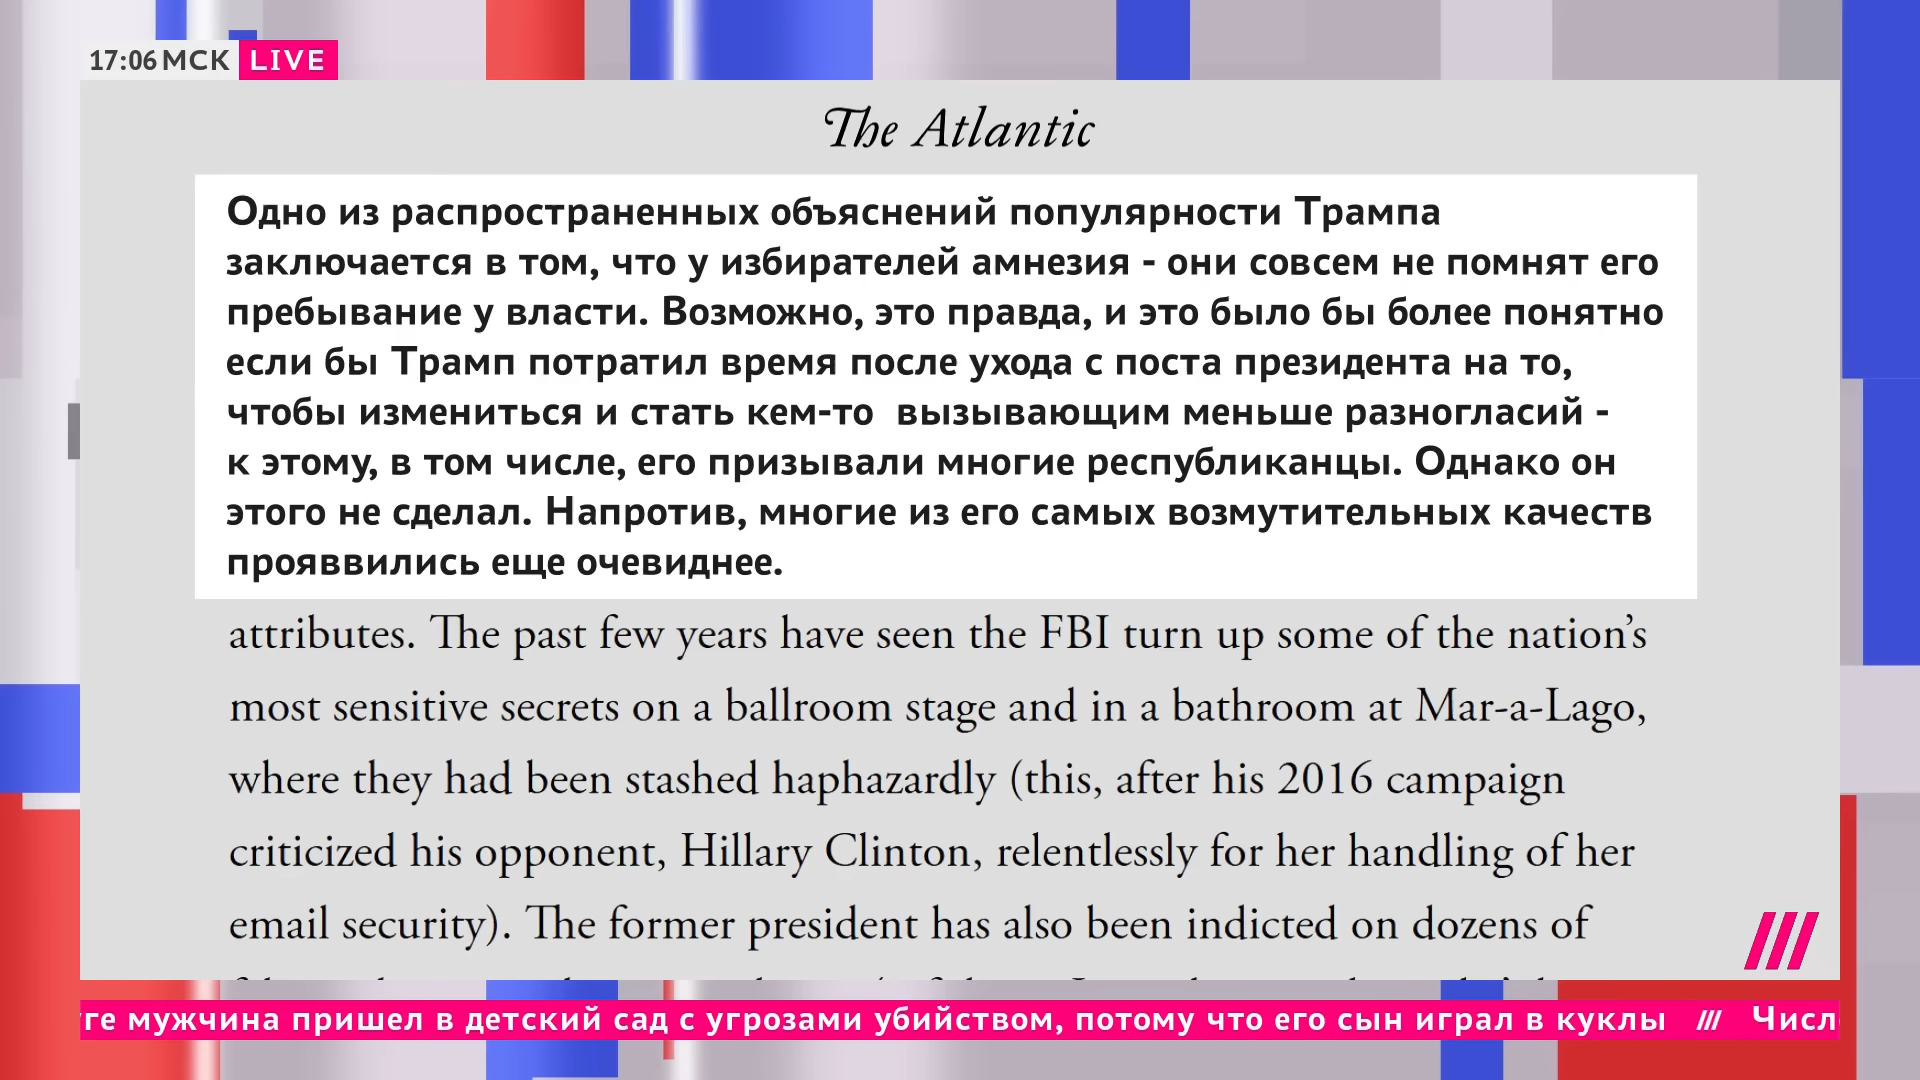 17:06 МСК LIVE
The Atlantic
Одно из распространенных объяснений популярности Трампа
заключается в том, что у избирателей амнезия - они совсем не помнят его
пребывание у власти. Возможно, это правда, и это было бы более понятно
если бы Трамп потратил время после ухода с поста президента на то,
чтобы измениться и стать кем-то вызывающим меньше разногласий -
к этому, в том числе, его призывали многие республиканцы. Однако он
этого не сделал. Напротив, многие из его самых возмутительных качеств
прояввились еще очевиднее.
attributes. The past few years have seen the FBI turn up some of the nation’s
most sensitive secrets on a ballroom stage and in a bathroom at Mar-a-Lago,
where they had been stashed haphazardly (this, after his 2016 campaign
criticized his opponent, Hillary Clinton, relentlessly for her handling of her
email security). The former president has also been indicted on dozens of
ге мужчина пришел в детский сад с угрозами убийством, потому что его сын играл в куклы /// Числ